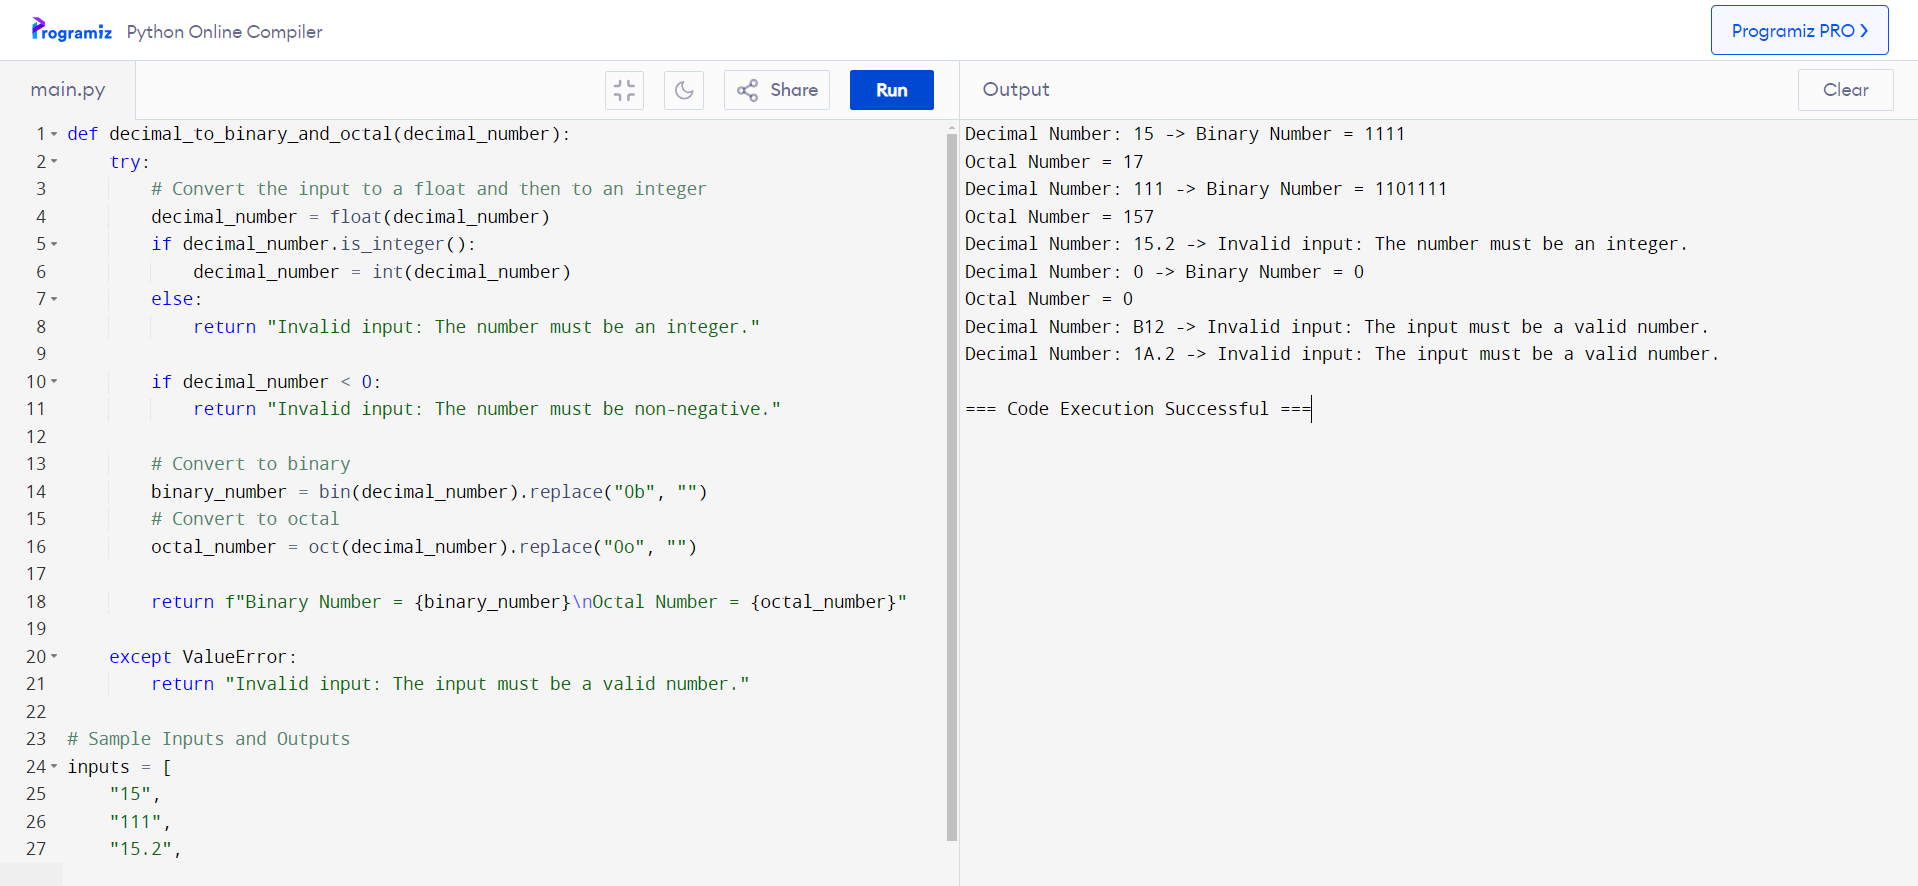 Programiz Python Online Compiler
Programiz PRO
main.py
Share
Run
1 def decimal_to_binary_and_octal(decimal_number):
2     try:
3         # Convert the input to a float and then to an integer
4         decimal_number = float(decimal_number)
5         if decimal_number.is_integer():
6             decimal_number = int(decimal_number)
7         else:
8             return "Invalid input: The number must be an integer."
9
10         if decimal_number < 0:
11             return "Invalid input: The number must be non-negative."
12
13         # Convert to binary
14         binary_number = bin(decimal_number).replace("0b", "")
15         # Convert to octal
16         octal_number = oct(decimal_number).replace("0o", "")
17
18         return f"Binary Number = {binary_number}\nOctal Number = {octal_number}"
19
20     except ValueError:
21         return "Invalid input: The input must be a valid number."
22
23 # Sample Inputs and Outputs
24 inputs = [
25     "15",
26     "111",
27     "15.2",
Output
Clear
Decimal Number: 15 -> Binary Number = 1111
Octal Number = 17
Decimal Number: 111 -> Binary Number = 1101111
Octal Number = 157
Decimal Number: 15.2 -> Invalid input: The number must be an integer.
Decimal Number: 0 -> Binary Number = 0
Octal Number = 0
Decimal Number: B12 -> Invalid input: The input must be a valid number.
Decimal Number: 1A.2 -> Invalid input: The input must be a valid number.
=== Code Execution Successful ===